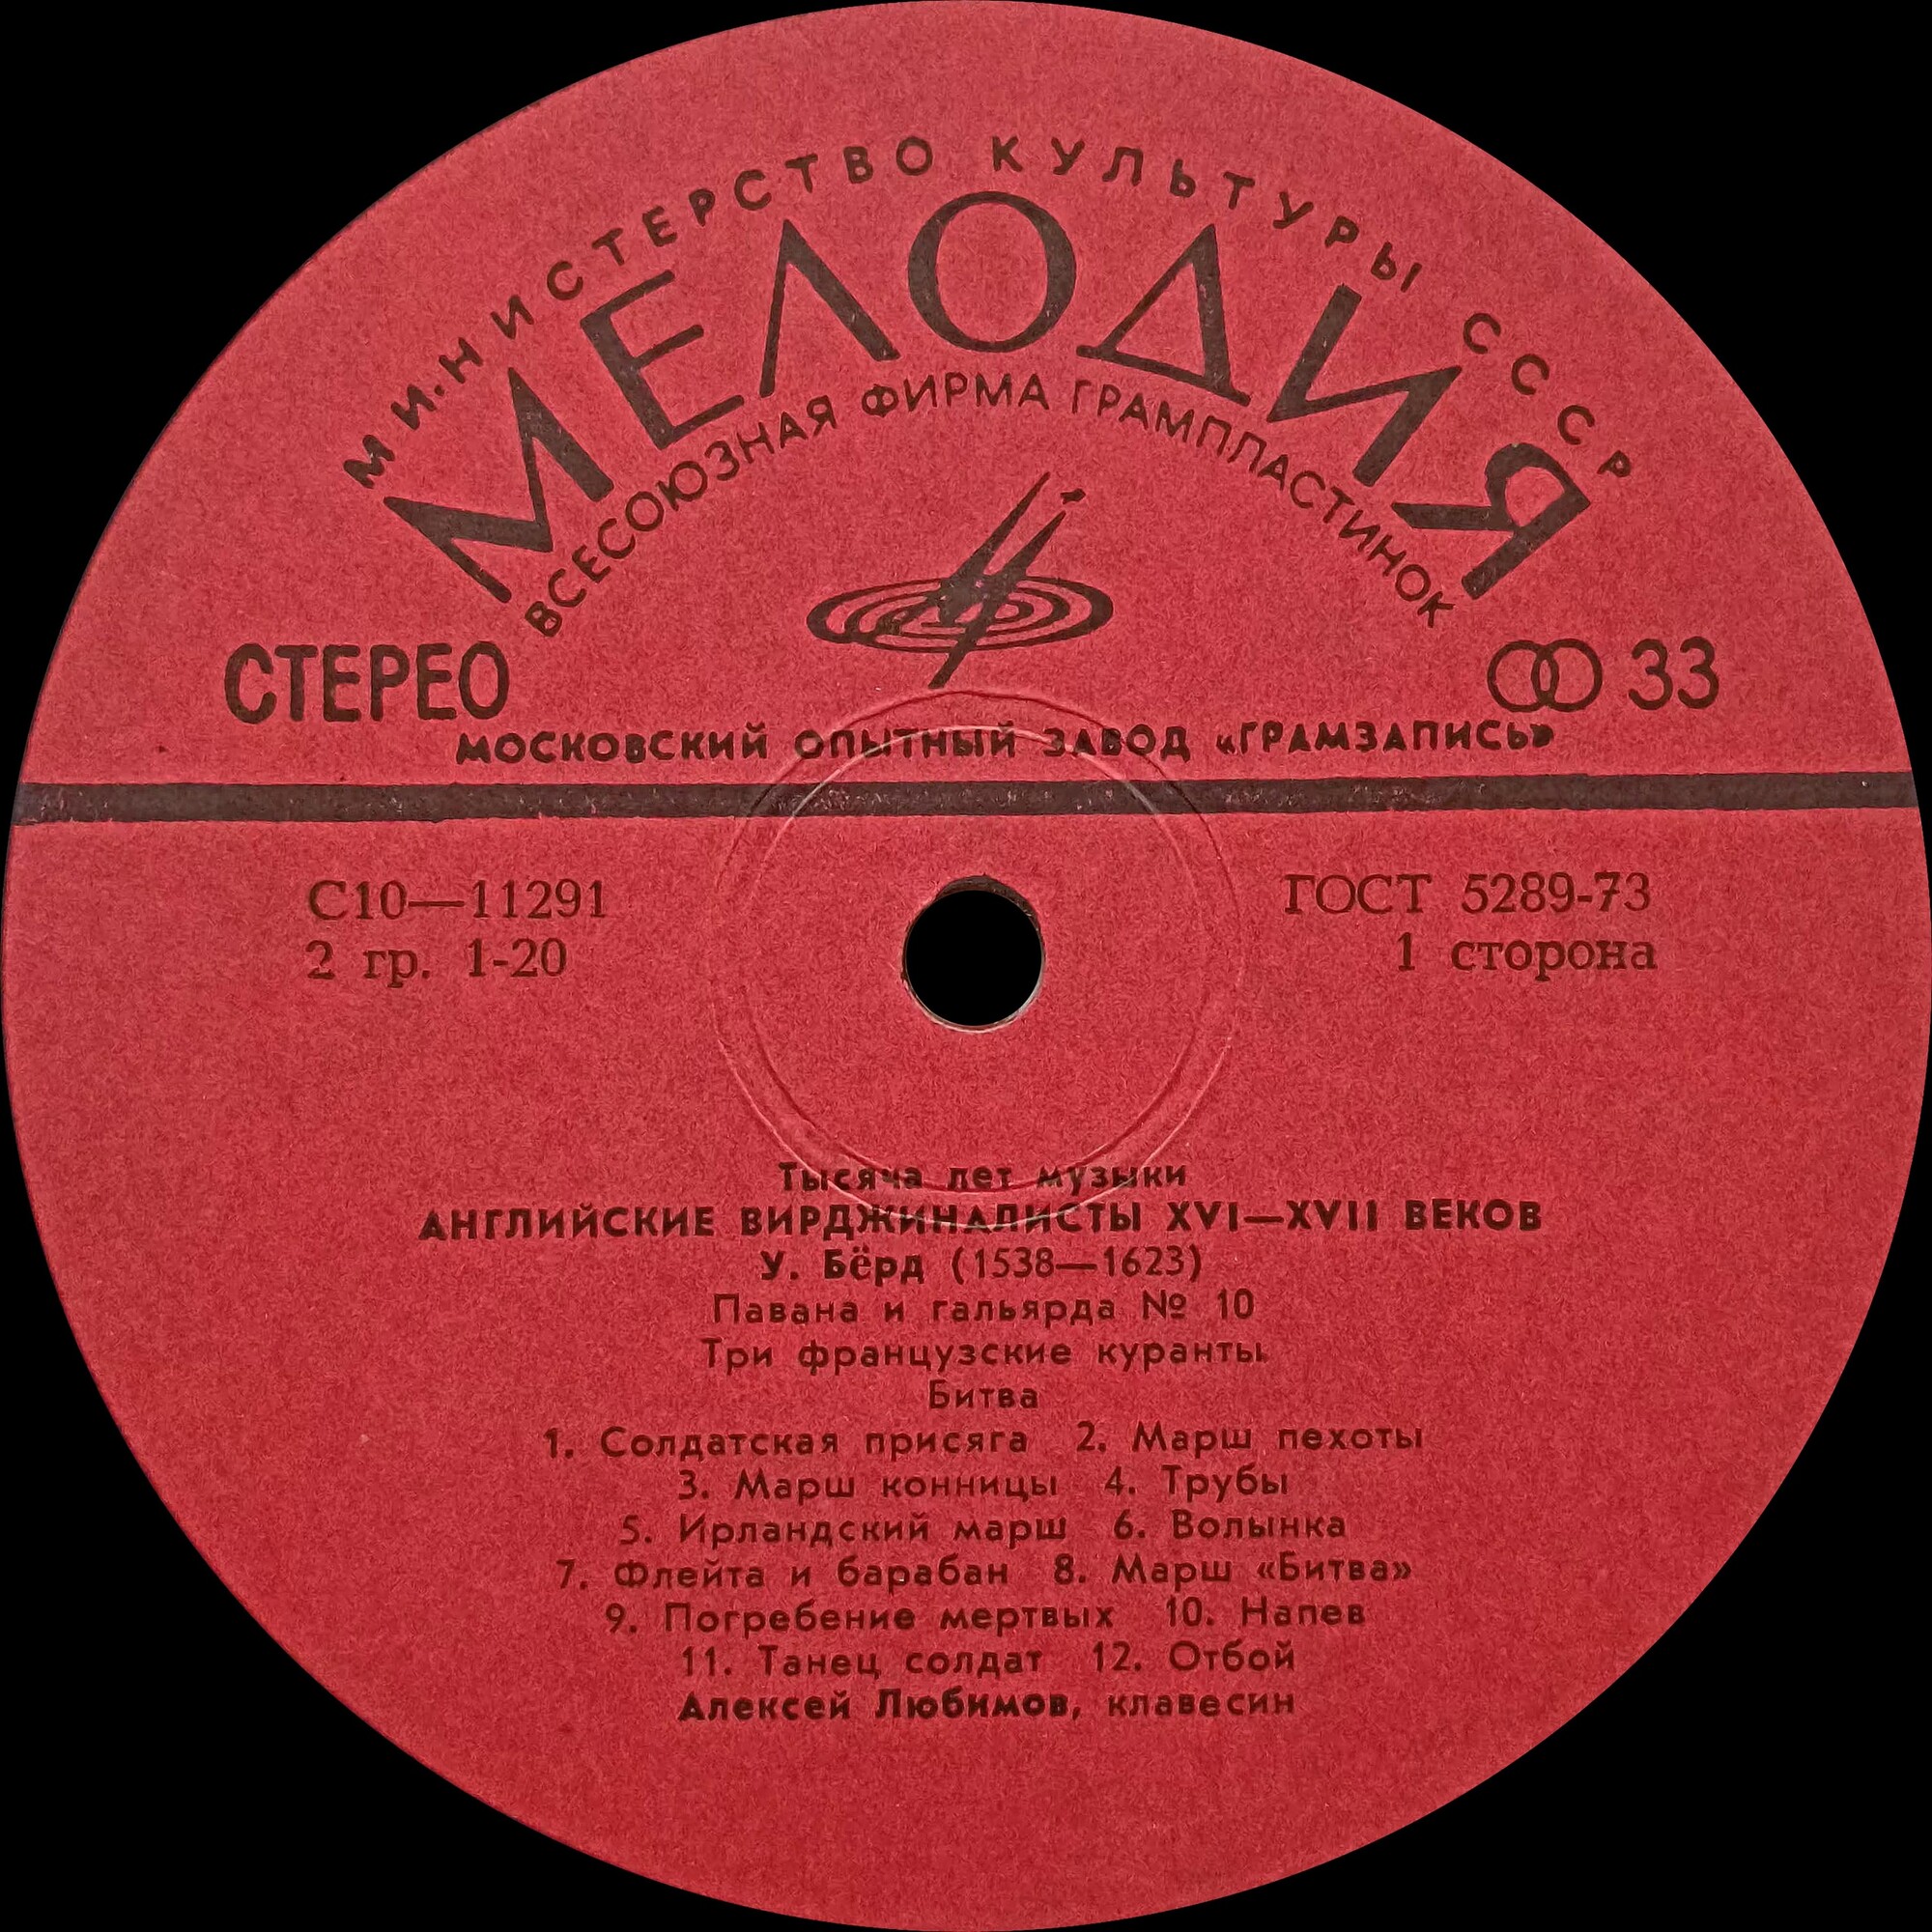 МИНИСТЕРСТВО КУЛЬТУРЫ СССР
МЕЛОДИЯ
ВСЕСОЮЗНАЯ ФИРМА ГРАМПЛАСТИНОК
СТЕРЕО
33
МОСКОВСКИЙ ОПЫТНЫЙ ЗАВОД «ГРАМЗАПИСЬ»
С10—11291
ГОСТ 5289-73
2 гр. 1-20
1 сторона
Тысяча лет музыки
АНГЛИЙСКИЕ ВИРДЖИНАЛИСТЫ XVI—XVII ВЕКОВ
У. Бёрд (1538—1623)
Павана и гальярда № 10
Три французские куранты
Битва
1. Солдатская присяга 2. Марш пехоты
3. Марш конницы 4. Трубы
5. Ирландский марш 6. Волынка
7. Флейта и барабан 8. Марш «Битва»
9. Погребение мертвых 10. Напев
11. Танец солдат 12. Отбой
Алексей Любимов, клавесин